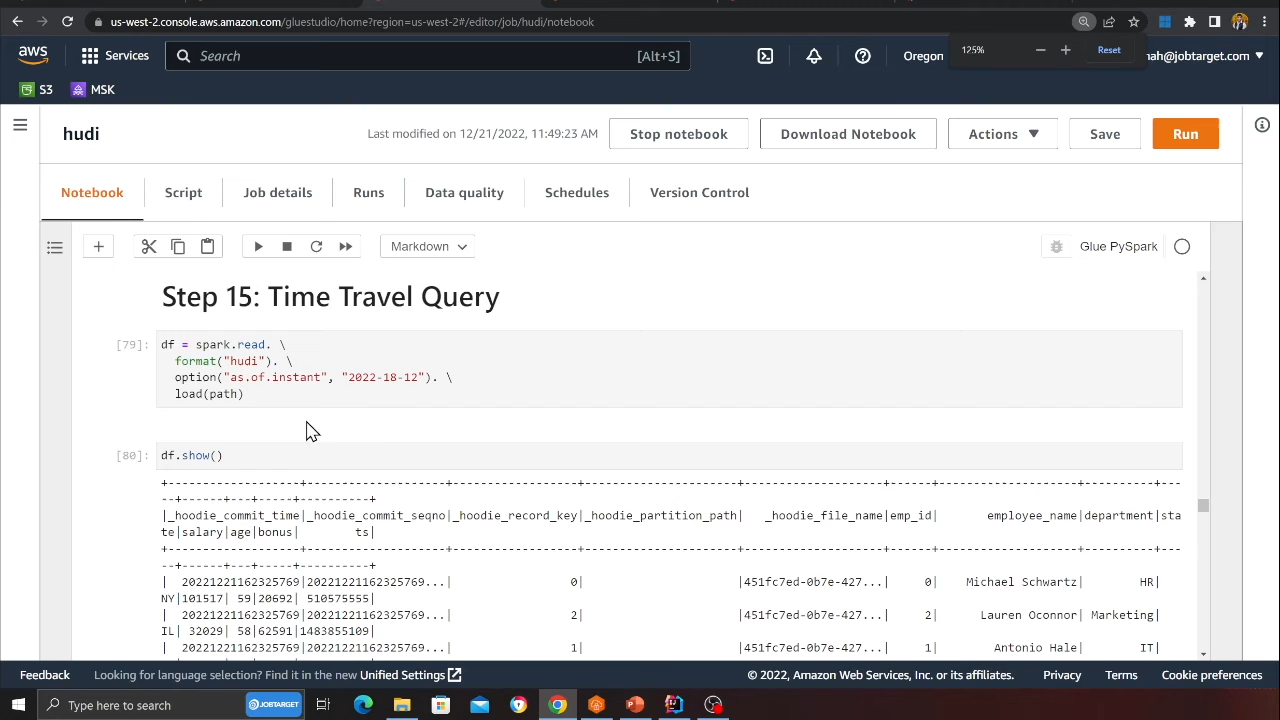 us-west-2.console.aws.amazon.com/gluestudio/home?region=us-west-2#/editor/job/hudi/notebook
125%
Reset
aws
Services
Search
[Alt+S]
Oregon
nah@jobtarget.com
S3
MSK
hudi
Last modified on 12/21/2022, 11:49:23 AM
Stop notebook
Download Notebook
Actions
Save
Run
Notebook
Script
Job details
Runs
Data quality
Schedules
Version Control
Markdown
Glue PySpark
Step 15: Time Travel Query
[79]:
df = spark.read. \
format("hudi"). \
option("as.of.instant", "2022-18-12"). \
load(path)
[80]:
df.show()
+-------------------+--------------------+------------------+----------------------+--------------------+------+--------------------+----------+---
--+------+---+-----+----------+
|_hoodie_commit_time|_hoodie_commit_seqno|_hoodie_record_key|_hoodie_partition_path|   _hoodie_file_name|emp_id|       employee_name|department|sta
te|salary|age|bonus|        ts|
+-------------------+--------------------+------------------+----------------------+--------------------+------+--------------------+----------+---
--+------+---+-----+----------+
|  20221221162325769|20221221162325769...|                 0|                      |451fc7ed-0b7e-427...|     0|    Michael Schwartz|        HR|
NY|101517| 59|20692| 510575555|
|  20221221162325769|20221221162325769...|                 2|                      |451fc7ed-0b7e-427...|     2|      Lauren Oconnor| Marketing|
IL| 32029| 58|62591|1483855109|
|  20221221162325769|20221221162325769...|                 1|                      |451fc7ed-0b7e-427...|     1|        Antonio Hale|        IT|
Feedback
Looking for language selection? Find it in the new Unified Settings
© 2022, Amazon Web Services, Inc. or its affiliates.
Privacy
Terms
Cookie preferences
Type here to search
JOBTARGET